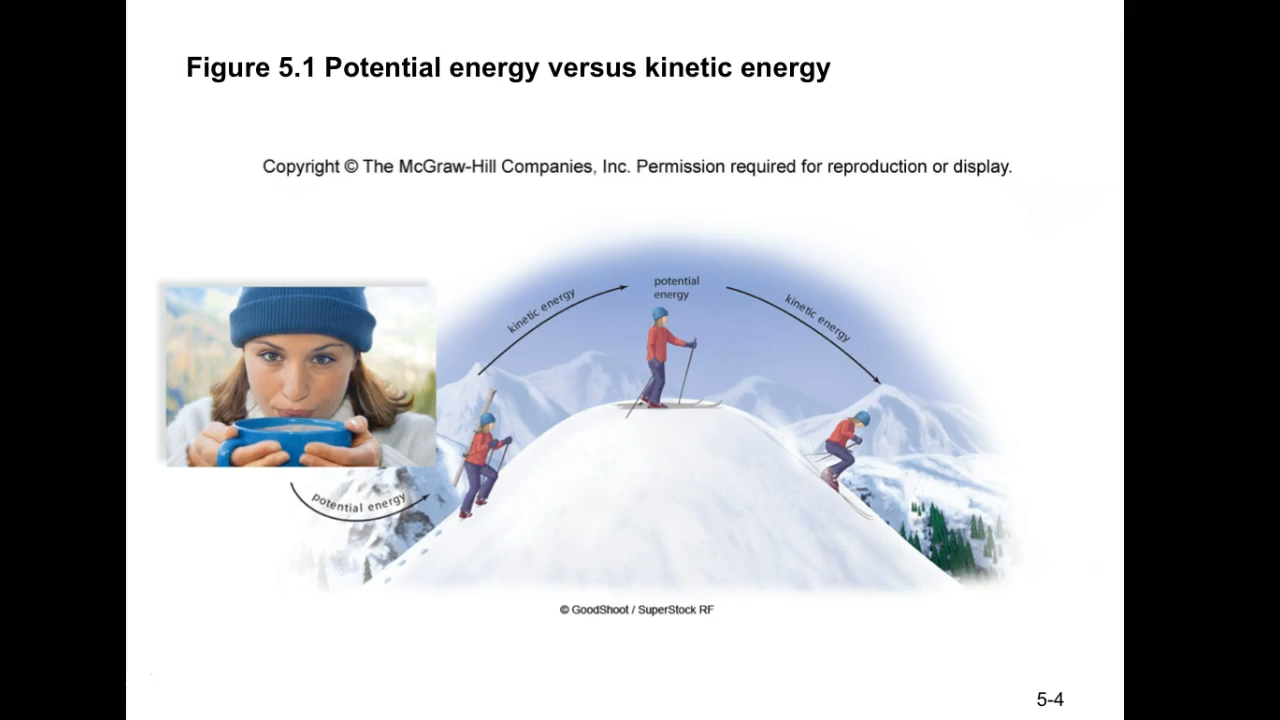 Figure 5.1 Potential energy versus kinetic energy
Copyright © The McGraw-Hill Companies, Inc. Permission required for reproduction or display.
potential
energy
kinetic energy
kinetic energy
potential energy
© GoodShoot / SuperStock RF
5-4